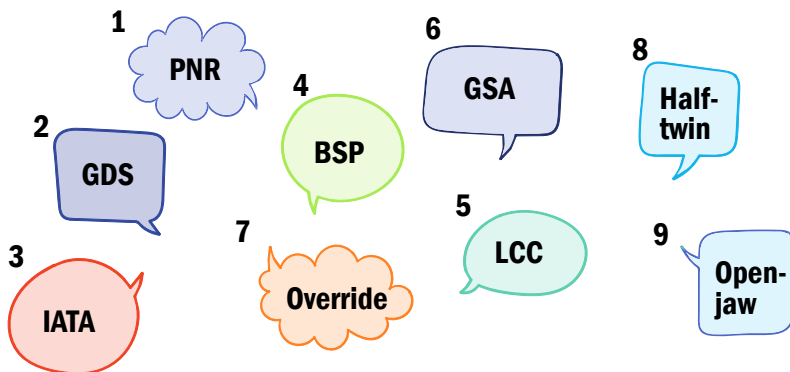 1
PNR
2
GDS
3
IATA
4
BSP
5
LCC
6
GSA
7
Override
8
Half-
twin
9
Open-
jaw